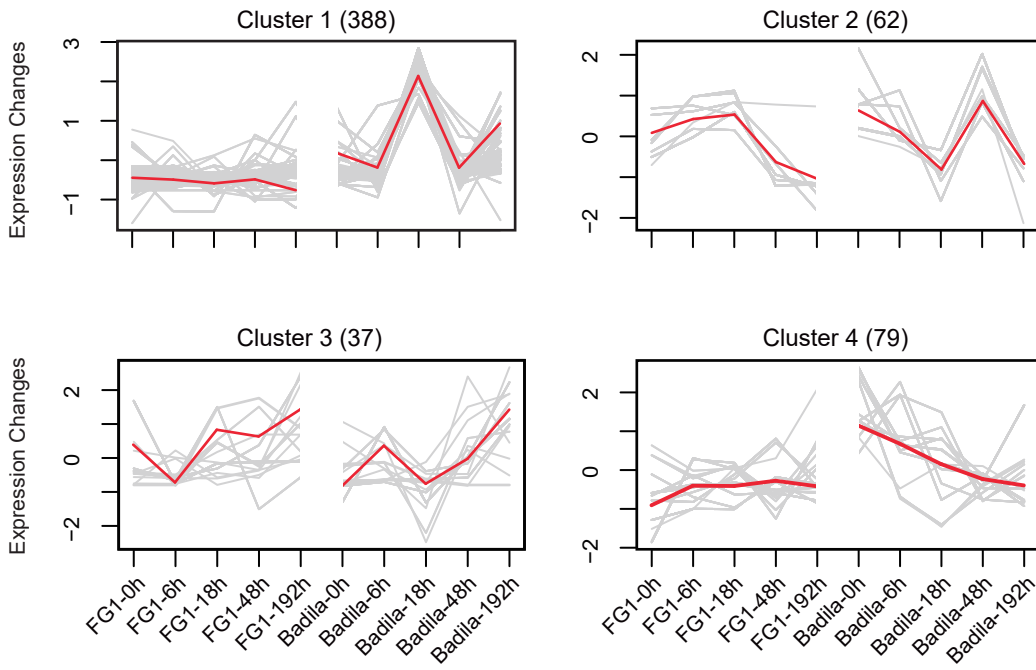 Cluster 1 (388)
Expression Changes
3
1
−1
Cluster 2 (62)
2
0
−2
Cluster 3 (37)
Expression Changes
2
0
−2
FG1-0h
FG1-6h
FG1-18h
FG1-48h
FG1-192h
Badila-0h
Badila-6h
Badila-18h
Badila-48h
Badila-192h
Cluster 4 (79)
2
0
−2
FG1-0h
FG1-6h
FG1-18h
FG1-48h
FG1-192h
Badila-0h
Badila-6h
Badila-18h
Badila-48h
Badila-192h